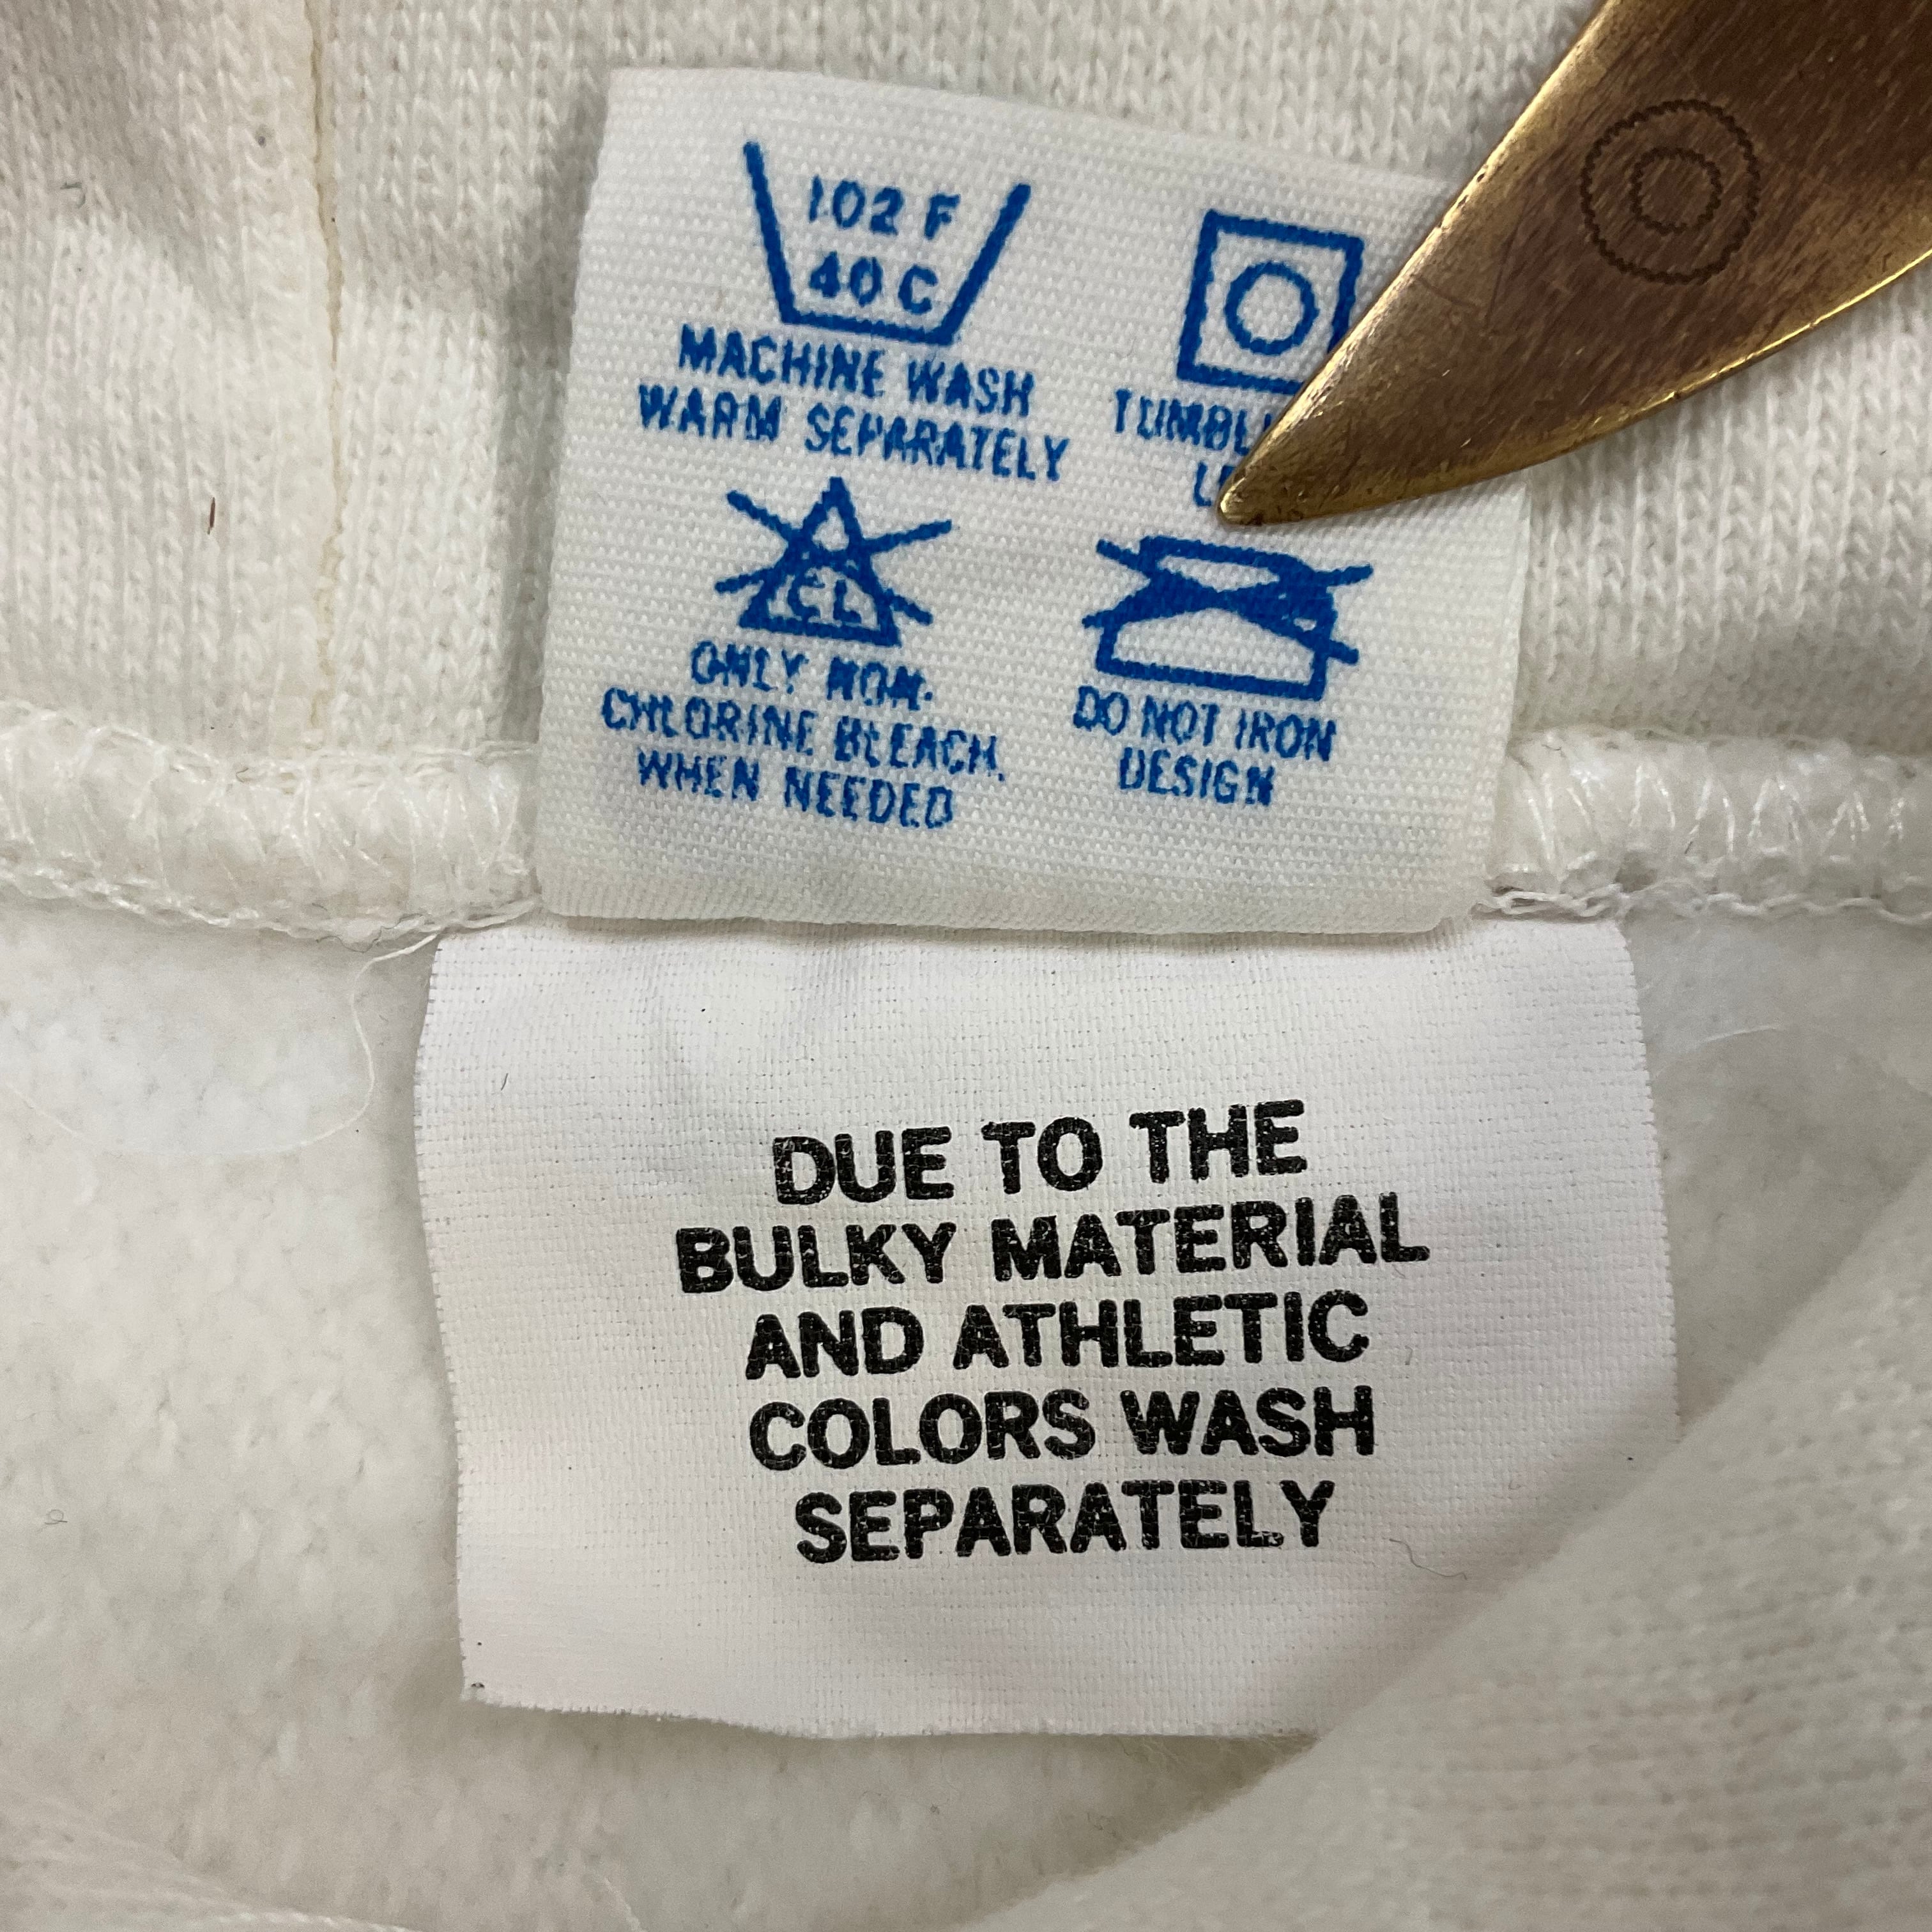 102 F
40 C
MACHINE WASH
WARM SEPARATELY
CL
ONLY NON-
CHLORINE BLEACH,
WHEN NEEDED
DO NOT IRON
DESIGN
DUE TO THE
BULKY MATERIAL
AND ATHLETIC
COLORS WASH
SEPARATELY